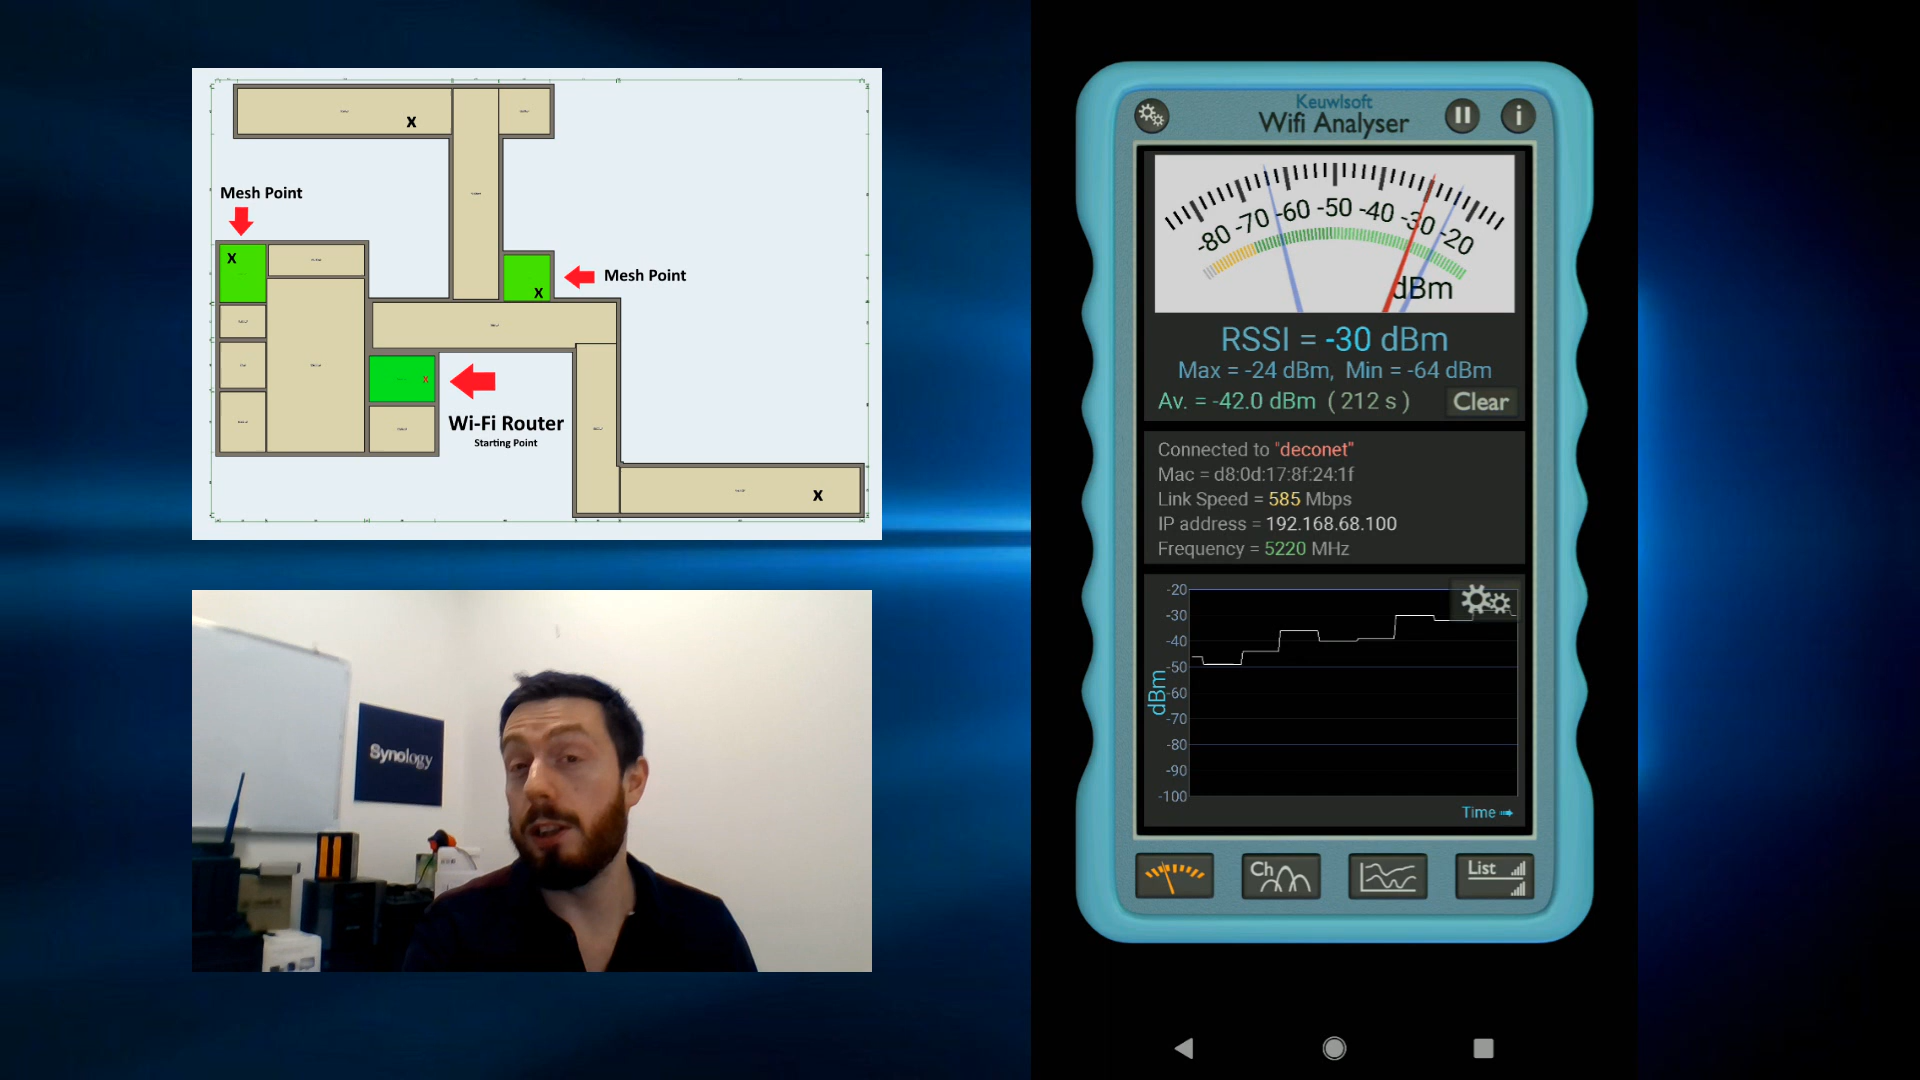 X
Mesh Point
X
Mesh Point
X
X
Wi-Fi Router
Starting Point
X
Synology
Keuwlsoft
Wifi Analyser
i
-80 -70 -60 -50 -40 -30 -20
dBm
RSSI = -30 dBm
Max = -24 dBm, Min = -64 dBm
Av. = -42.0 dBm ( 212 s )
Clear
Connected to "deconet"
Mac = d8:0d:17:8f:24:1f
Link Speed = 585 Mbps
IP address = 192.168.68.100
Frequency = 5220 MHz
-20
-30
-40
-50
-60
-70
-80
-90
-100
dBm
Time
Ch
List